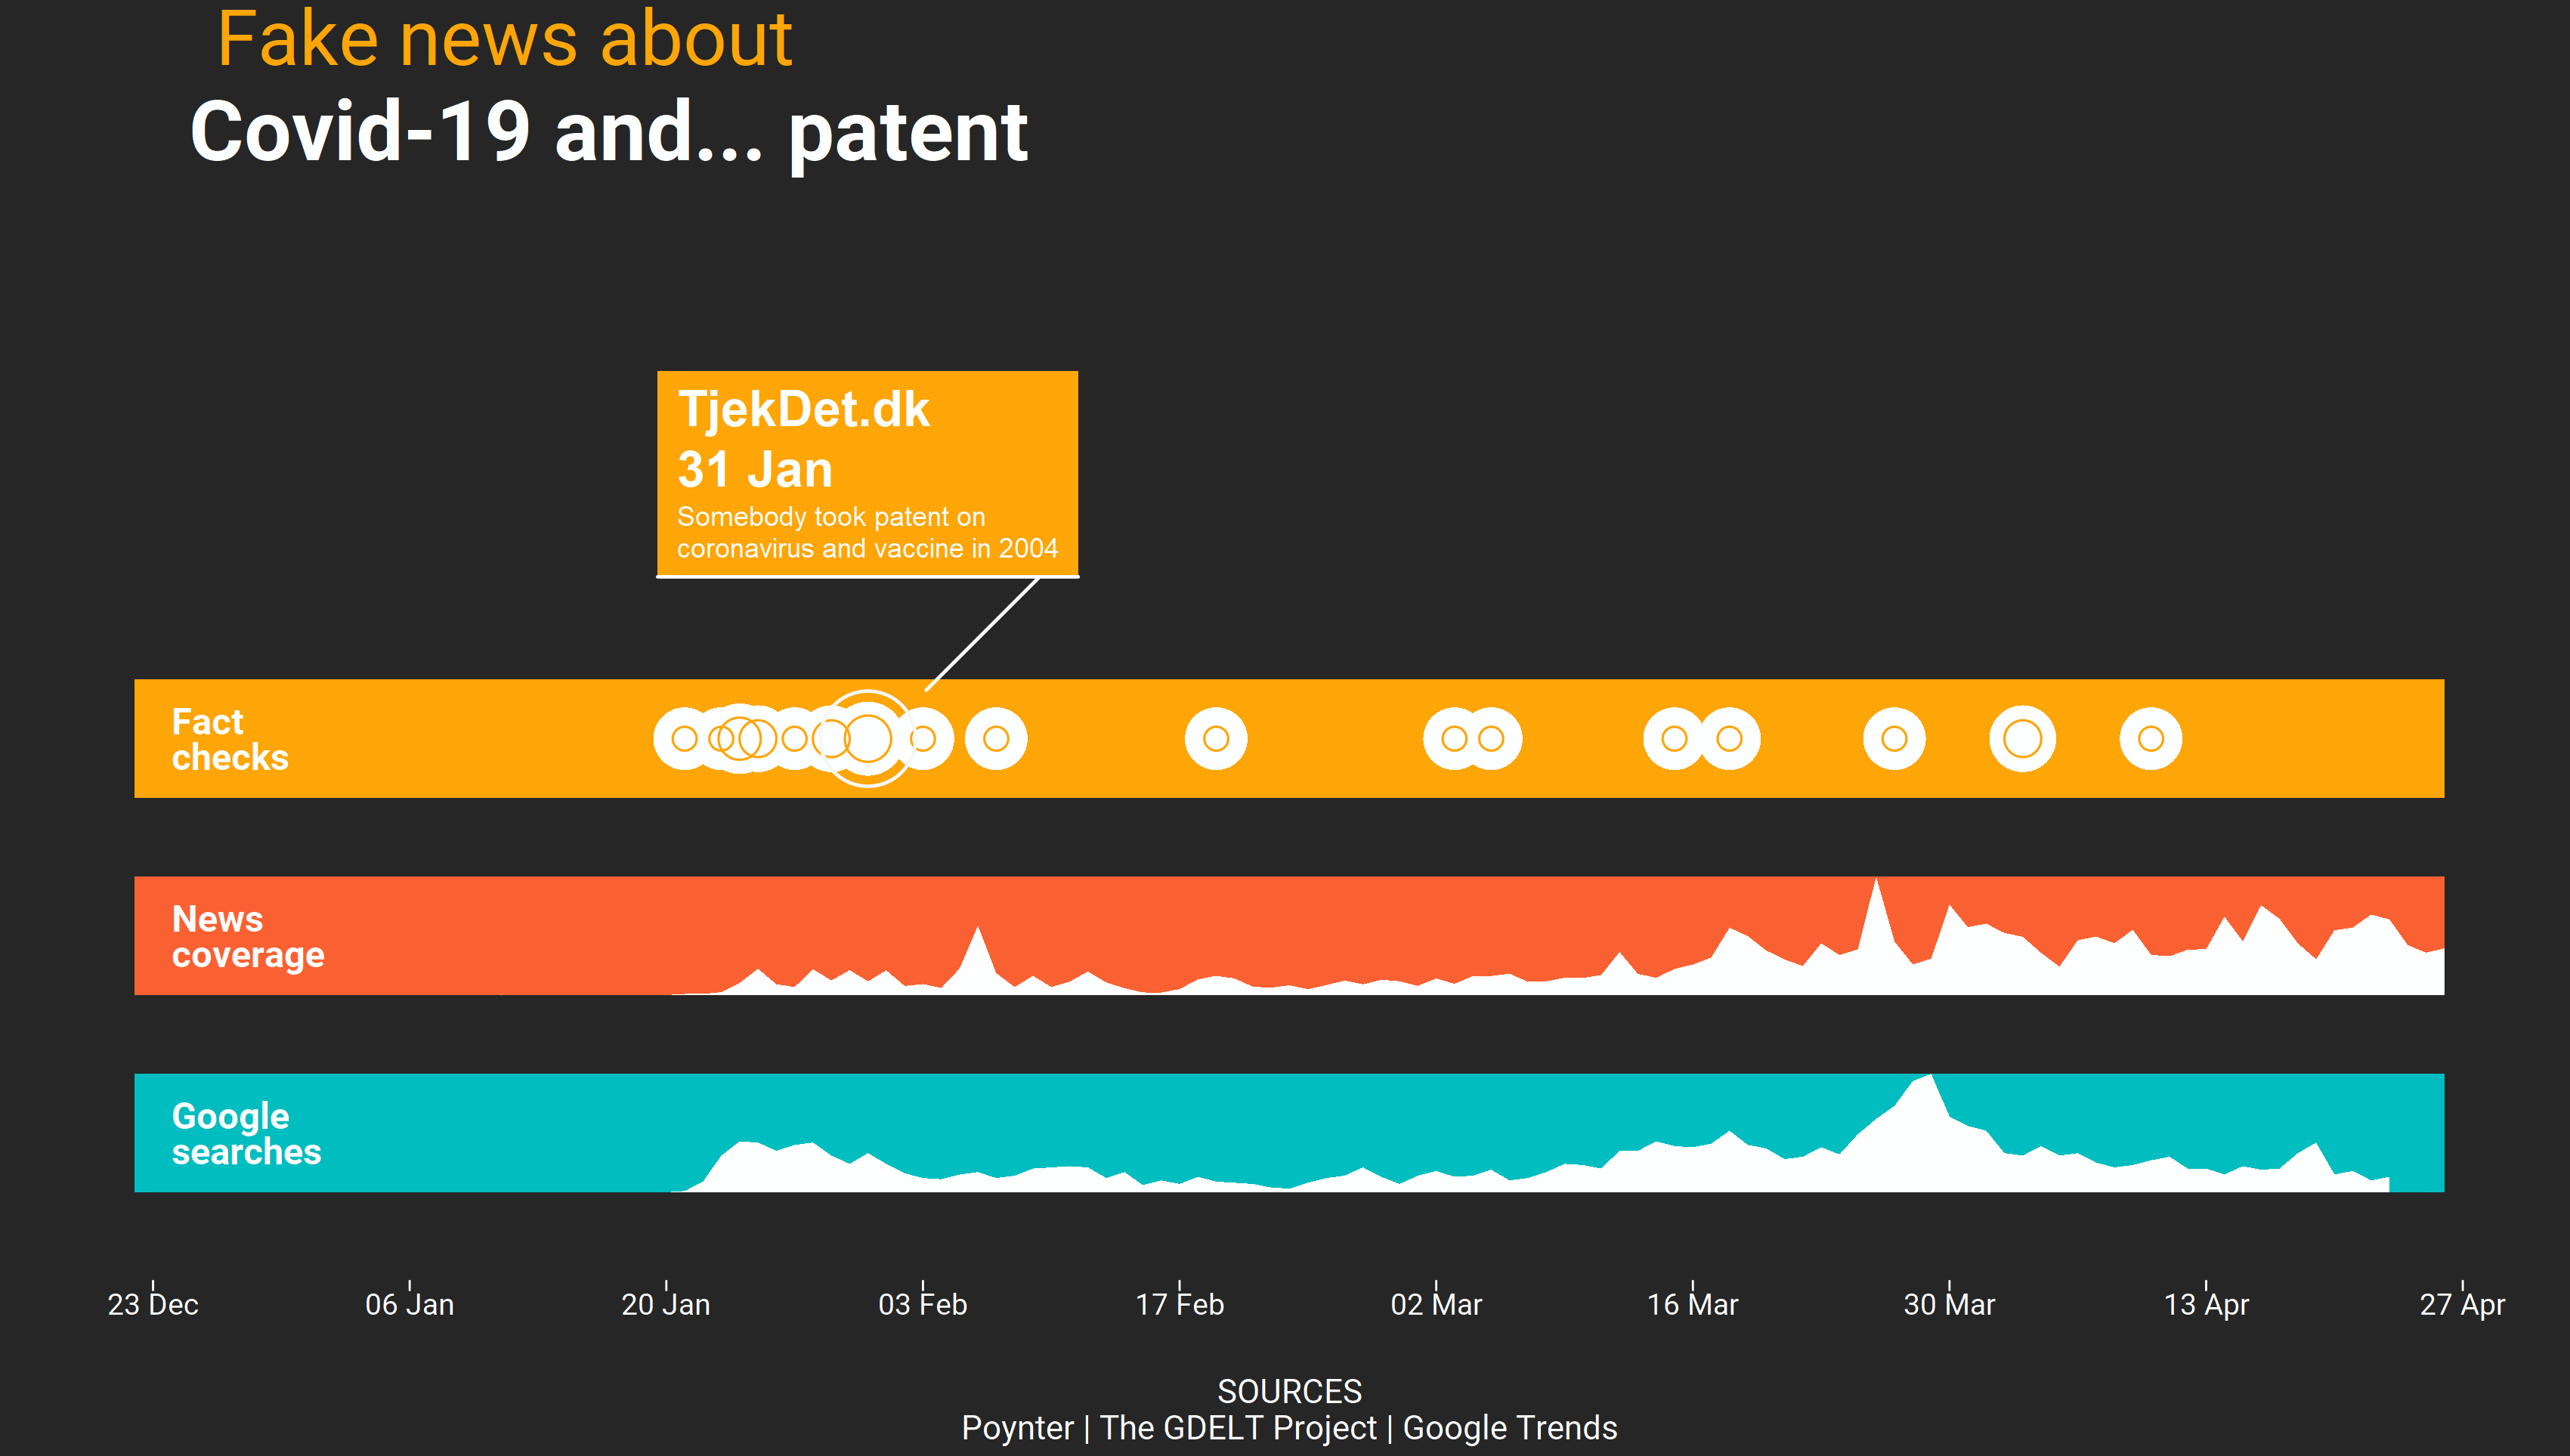 Fake news about
Covid-19 and... patent
TjekDet.dk
31 Jan
Somebody took patent on
coronavirus and vaccine in 2004
Fact
checks
News
coverage
Google
searches
23 Dec
06 Jan
20 Jan
03 Feb
17 Feb
02 Mar
16 Mar
30 Mar
13 Apr
27 Apr
SOURCES
Poynter | The GDELT Project | Google Trends